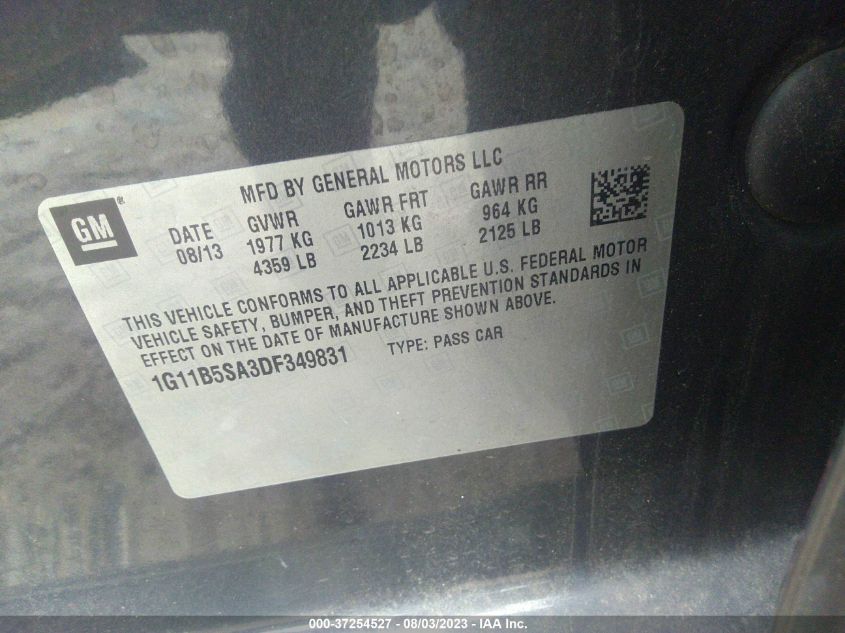 MFD BY GENERAL MOTORS LLC
GM®
DATE GVWR GAWR FRT GAWR RR
08/13 1977 KG 1013 KG 964 KG
4359 LB 2234 LB 2125 LB
THIS VEHICLE CONFORMS TO ALL APPLICABLE U.S. FEDERAL MOTOR
VEHICLE SAFETY, BUMPER, AND THEFT PREVENTION STANDARDS IN
EFFECT ON THE DATE OF MANUFACTURE SHOWN ABOVE.
1G11B5SA3DF349831 TYPE: PASS CAR
000-37254527 - 08/03/2023 - IAA Inc.